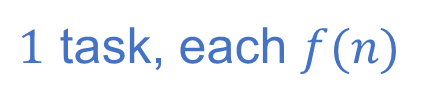 1 task, each f(n)